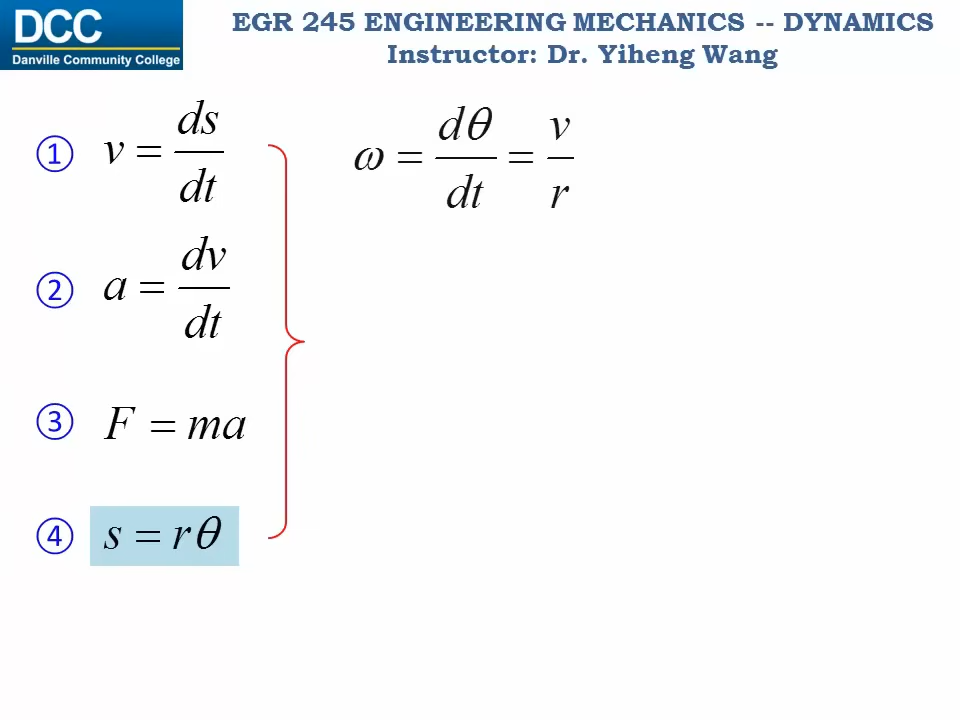 DCC
Danville Community College
EGR 245 ENGINEERING MECHANICS -- DYNAMICS
Instructor: Dr. Yiheng Wang
① v = ds/dt
ω = dθ/dt = v/r
② a = dv/dt
③ F = ma
④ s = rθ